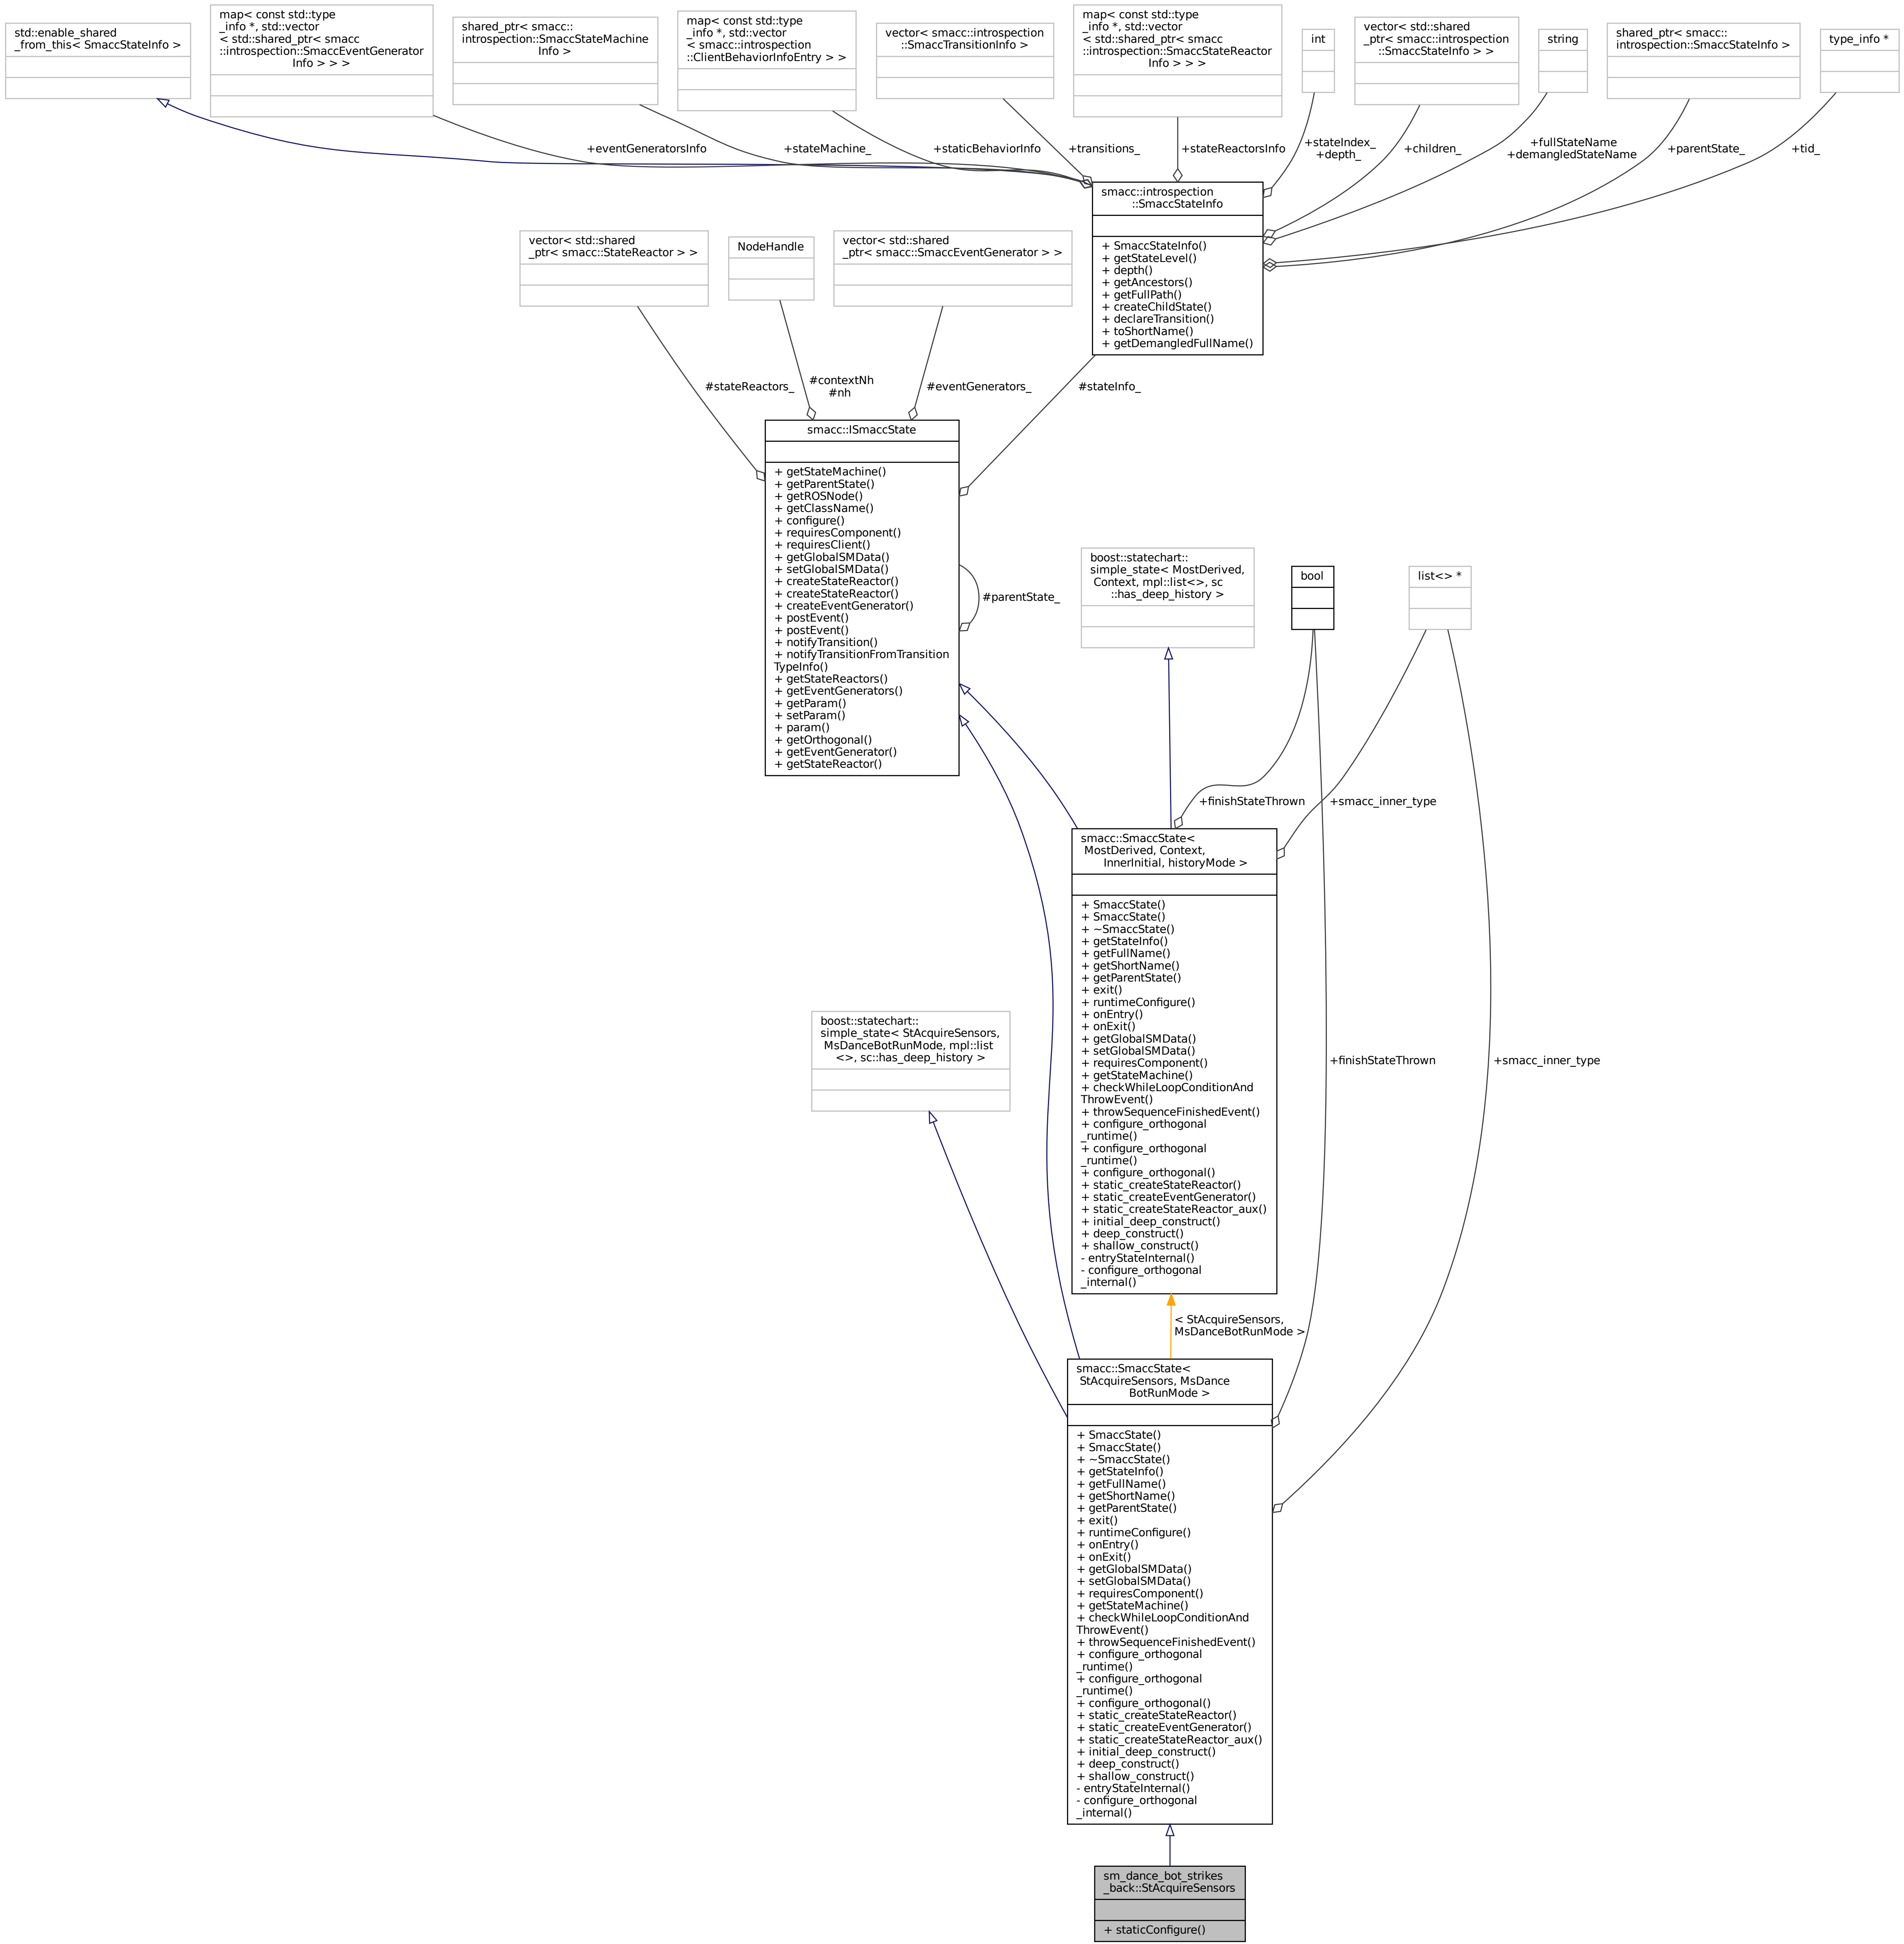 std::enable_shared
_from_this< SmaccStateInfo >
map< const std::type
_info *, std::vector
< std::shared_ptr< smacc
::introspection::SmaccEventGenerator
Info > > >
shared_ptr< smacc::
introspection::SmaccStateMachine
Info >
map< const std::type
_info *, std::vector
< smacc::introspection
::ClientBehaviorInfoEntry > >
vector< smacc::introspection
::SmaccTransitionInfo >
map< const std::type
_info *, std::vector
< std::shared_ptr< smacc
::introspection::SmaccStateReactor
Info > > >
int
vector< std::shared
_ptr< smacc::introspection
::SmaccStateInfo > >
string
shared_ptr< smacc::
introspection::SmaccStateInfo >
type_info *
+eventGeneratorsInfo
+stateMachine_
+staticBehaviorInfo
+transitions_
+stateReactorsInfo
+stateIndex_
+depth_
+children_
+fullStateName
+demangledStateName
+parentState_
+tid_
smacc::introspection
::SmaccStateInfo
+ SmaccStateInfo()
+ getStateLevel()
+ depth()
+ getAncestors()
+ getFullPath()
+ createChildState()
+ declareTransition()
+ toShortName()
+ getDemangledFullName()
vector< std::shared
_ptr< smacc::StateReactor > >
NodeHandle
vector< std::shared
_ptr< smacc::SmaccEventGenerator > >
#stateReactors_
#contextNh
#nh
#eventGenerators_
#stateInfo_
smacc::ISmaccState
+ getStateMachine()
+ getParentState()
+ getROSNode()
+ getClassName()
+ configure()
+ requiresComponent()
+ requiresClient()
+ getGlobalSMData()
+ setGlobalSMData()
+ createStateReactor()
+ createStateReactor()
+ createEventGenerator()
+ postEvent()
+ postEvent()
+ notifyTransition()
+ notifyTransitionFromTransition
TypeInfo()
+ getStateReactors()
+ getEventGenerators()
+ getParam()
+ setParam()
+ param()
+ getOrthogonal()
+ getEventGenerator()
+ getStateReactor()
#parentState_
boost::statechart::
simple_state< MostDerived,
Context, mpl::list<>, sc
::has_deep_history >
bool
list<> *
+finishStateThrown
+smacc_inner_type
smacc::SmaccState<
MostDerived, Context,
InnerInitial, historyMode >
+ SmaccState()
+ SmaccState()
+ ~SmaccState()
+ getStateInfo()
+ getFullName()
+ getShortName()
+ getParentState()
+ exit()
+ runtimeConfigure()
+ onEntry()
+ onExit()
+ getGlobalSMData()
+ setGlobalSMData()
+ requiresComponent()
+ getStateMachine()
+ checkWhileLoopConditionAnd
ThrowEvent()
+ throwSequenceFinishedEvent()
+ configure_orthogonal
_runtime()
+ configure_orthogonal
_runtime()
+ configure_orthogonal()
+ static_createStateReactor()
+ static_createEventGenerator()
+ static_createStateReactor_aux()
+ initial_deep_construct()
+ deep_construct()
+ shallow_construct()
- entryStateInternal()
- configure_orthogonal
_internal()
boost::statechart::
simple_state< StAcquireSensors,
MsDanceBotRunMode, mpl::list
<>, sc::has_deep_history >
+finishStateThrown
+smacc_inner_type
< StAcquireSensors,
MsDanceBotRunMode >
smacc::SmaccState<
StAcquireSensors, MsDance
BotRunMode >
+ SmaccState()
+ SmaccState()
+ ~SmaccState()
+ getStateInfo()
+ getFullName()
+ getShortName()
+ getParentState()
+ exit()
+ runtimeConfigure()
+ onEntry()
+ onExit()
+ getGlobalSMData()
+ setGlobalSMData()
+ requiresComponent()
+ getStateMachine()
+ checkWhileLoopConditionAnd
ThrowEvent()
+ throwSequenceFinishedEvent()
+ configure_orthogonal
_runtime()
+ configure_orthogonal
_runtime()
+ configure_orthogonal()
+ static_createStateReactor()
+ static_createEventGenerator()
+ static_createStateReactor_aux()
+ initial_deep_construct()
+ deep_construct()
+ shallow_construct()
- entryStateInternal()
- configure_orthogonal
_internal()
sm_dance_bot_strikes
_back::StAcquireSensors
+ staticConfigure()